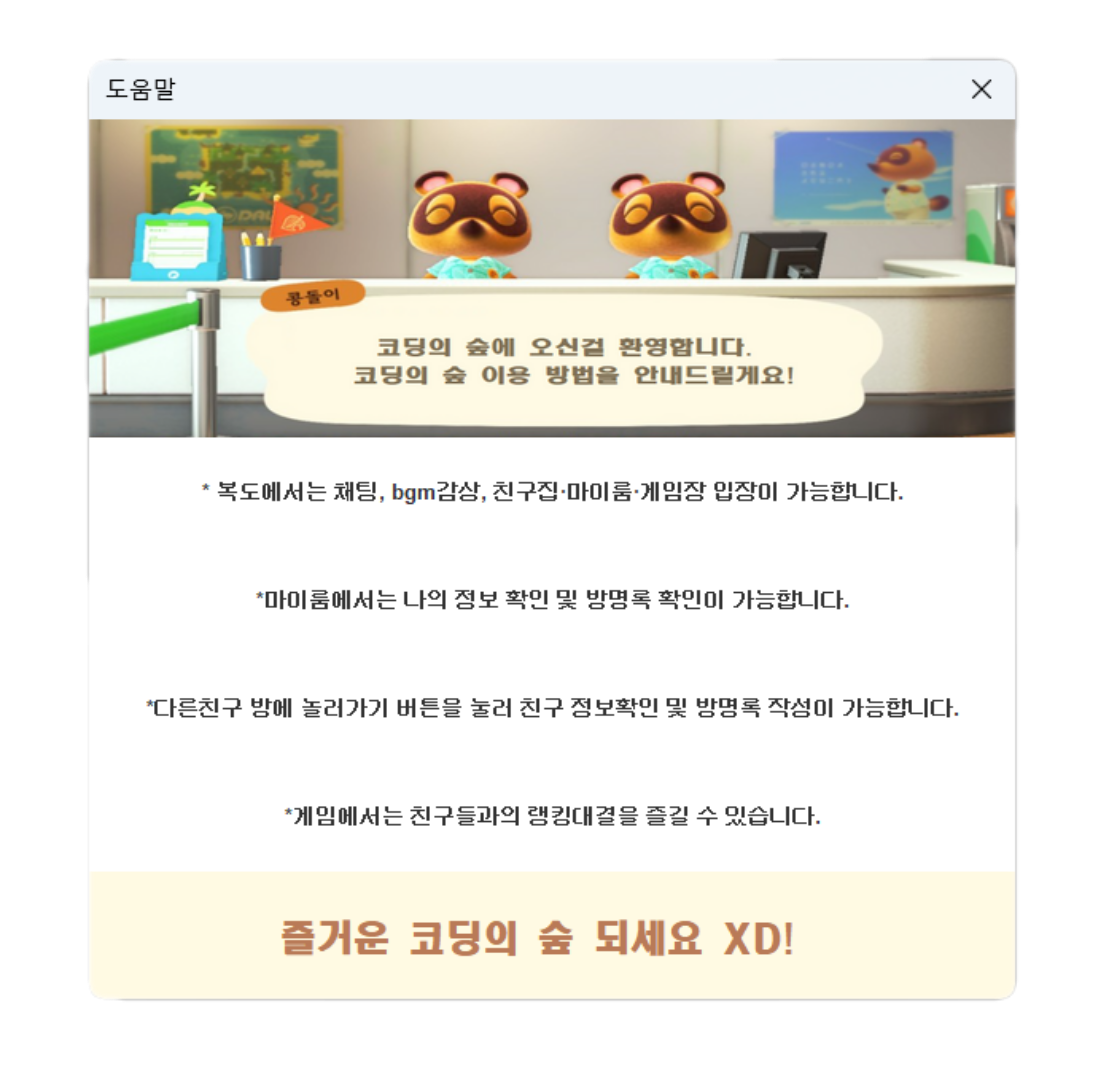 도움말
콩돌이
코딩의 숲에 오신걸 환영합니다.
코딩의 숲 이용 방법을 안내드릴게요!
* 복도에서는 채팅, bgm감상, 친구집·마이룸·게임장 입장이 가능합니다.
*마이룸에서는 나의 정보 확인 및 방명록 확인이 가능합니다.
*다른친구 방에 놀러가기 버튼을 눌러 친구 정보확인 및 방명록 작성이 가능합니다.
*게임에서는 친구들과의 랭킹대결을 즐길 수 있습니다.
즐거운 코딩의 숲 되세요 XD!